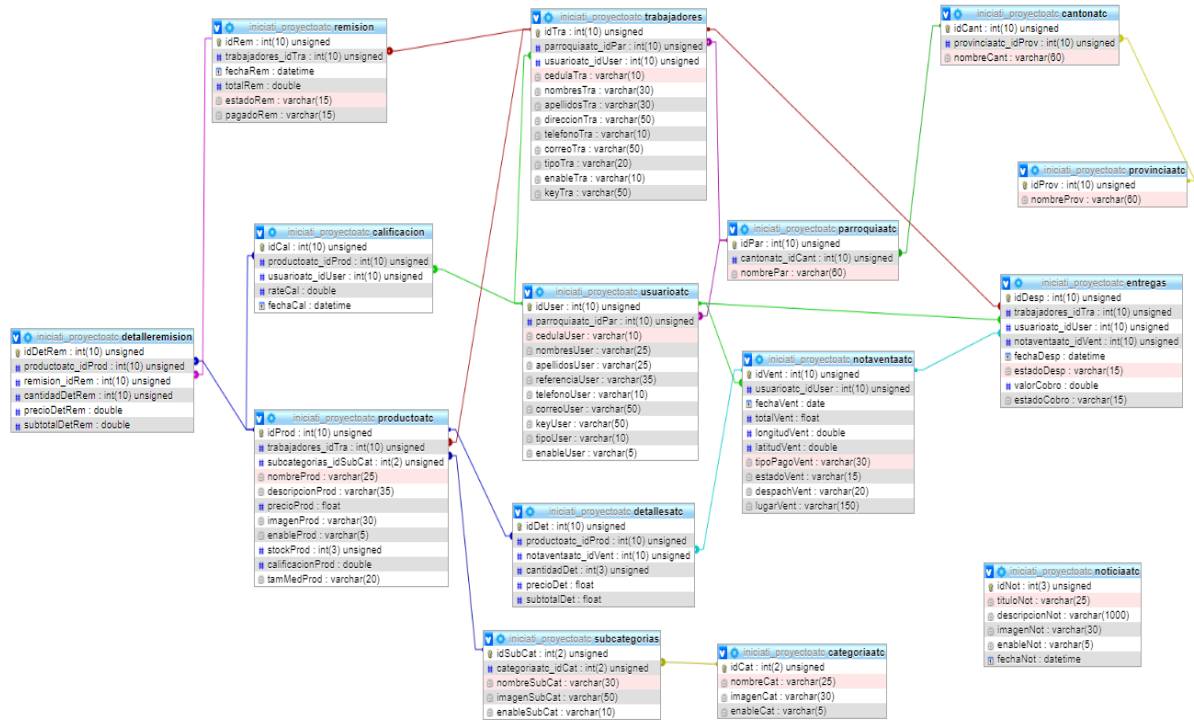 iniciati_proyectoatc remision
idRem : int(10) unsigned
trabajadores_idTra : int(10) unsigned
fechaRem : datetime
totalRem : double
estadoRem : varchar(15)
pagadoRem : varchar(15)
iniciati_proyectoatc trabajadores
idTra : int(10) unsigned
parroquiaatc_idPar : int(10) unsigned
usuarioatc_idUser : int(10) unsigned
cedulaTra : varchar(10)
nombresTra : varchar(30)
apellidosTra : varchar(30)
direccionTra : varchar(50)
telefonoTra : varchar(10)
correoTra : varchar(50)
tipoTra : varchar(20)
enableTra : varchar(10)
keyTra : varchar(50)
iniciati_proyectoatc cantonatc
idCant : int(10) unsigned
provinciaatc_idProv : int(10) unsigned
nombreCant : varchar(60)
iniciati_proyectoatc provinciaatc
idProv : int(10) unsigned
nombreProv : varchar(60)
iniciati_proyectoatc calificacion
idCal : int(10) unsigned
productoatc_idProd : int(10) unsigned
usuarioatc_idUser : int(10) unsigned
rateCal : double
fechaCal : datetime
iniciati_proyectoatc parroquiaatc
idPar : int(10) unsigned
cantonatc_idCant : int(10) unsigned
nombrePar : varchar(60)
iniciati_proyectoatc usuarioatc
idUser : int(10) unsigned
parroquiaatc_idPar : int(10) unsigned
cedulaUser : varchar(10)
nombresUser : varchar(25)
apellidosUser : varchar(25)
referenciaUser : varchar(35)
telefonoUser : varchar(10)
correoUser : varchar(50)
keyUser : varchar(50)
tipoUser : varchar(10)
enableUser : varchar(5)
iniciati_proyectoatc entregas
idDesp : int(10) unsigned
trabajadores_idTra : int(10) unsigned
usuarioatc_idUser : int(10) unsigned
notaventaatc_idVent : int(10) unsigned
fechaDesp : datetime
estadoDesp : varchar(15)
valorCobro : double
estadoCobro : varchar(15)
iniciati_proyectoatc detalleremision
idDetRem : int(10) unsigned
productoatc_idProd : int(10) unsigned
remision_idRem : int(10) unsigned
cantidadDetRem : int(10) unsigned
precioDetRem : double
subtotalDetRem : double
iniciati_proyectoatc notaventaatc
idVent : int(10) unsigned
usuarioatc_idUser : int(10) unsigned
fechaVent : date
totalVent : float
longitudVent : double
latitudVent : double
tipoPagoVent : varchar(30)
estadoVent : varchar(15)
despachVent : varchar(20)
lugarVent : varchar(150)
iniciati_proyectoatc productoatc
idProd : int(10) unsigned
trabajadores_idTra : int(10) unsigned
subcategorias_idSubCat : int(2) unsigned
nombreProd : varchar(25)
descripcionProd : varchar(35)
precioProd : float
imagenProd : varchar(30)
enableProd : varchar(5)
stockProd : int(3) unsigned
calificacionProd : double
tamMedProd : varchar(20)
iniciati_proyectoatc detallesatc
idDet : int(10) unsigned
productoatc_idProd : int(10) unsigned
notaventaatc_idVent : int(10) unsigned
cantidadDet : int(3) unsigned
precioDet : float
subtotalDet : float
iniciati_proyectoatc noticiaatc
idNot : int(3) unsigned
tituloNot : varchar(25)
descripcionNot : varchar(1000)
imagenNot : varchar(30)
enableNot : varchar(5)
fechaNot : datetime
iniciati_proyectoatc subcategorias
idSubCat : int(2) unsigned
categoriaatc_idCat : int(2) unsigned
nombreSubCat : varchar(30)
imagenSubCat : varchar(50)
enableSubCat : varchar(10)
iniciati_proyectoatc categoriaatc
idCat : int(2) unsigned
nombreCat : varchar(25)
imagenCat : varchar(30)
enableCat : varchar(5)